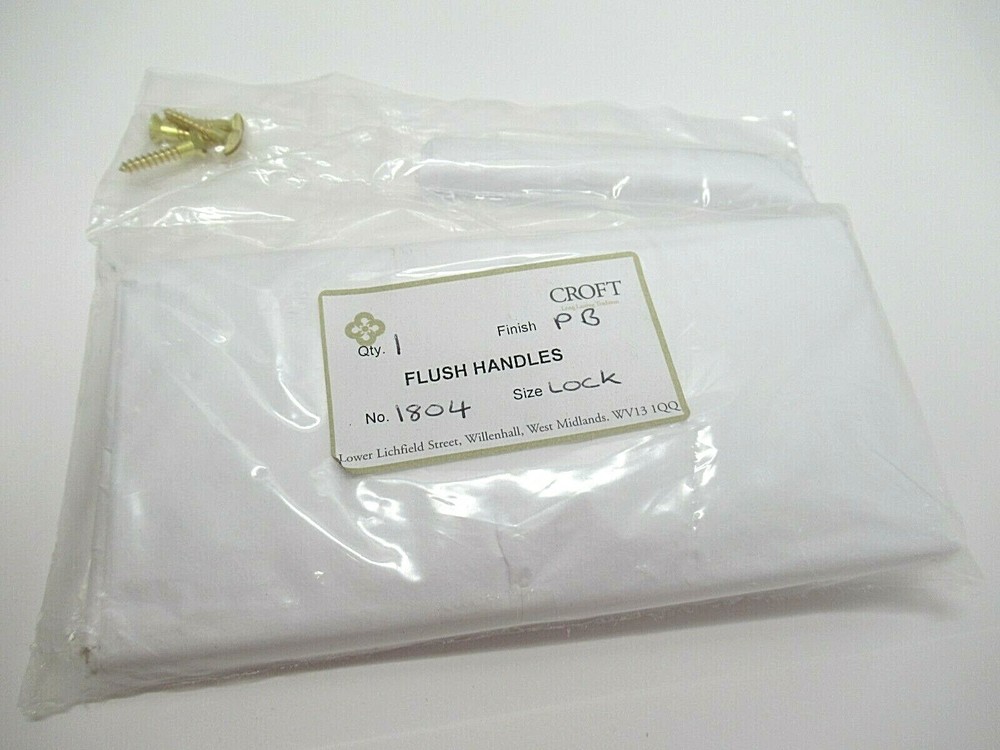 CROFT
Qty. 1 Finish PB
FLUSH HANDLES
No. 1804 Size LOCK
Lower Lichfield Street, Willenhall, West Midlands. WV13 1QQ